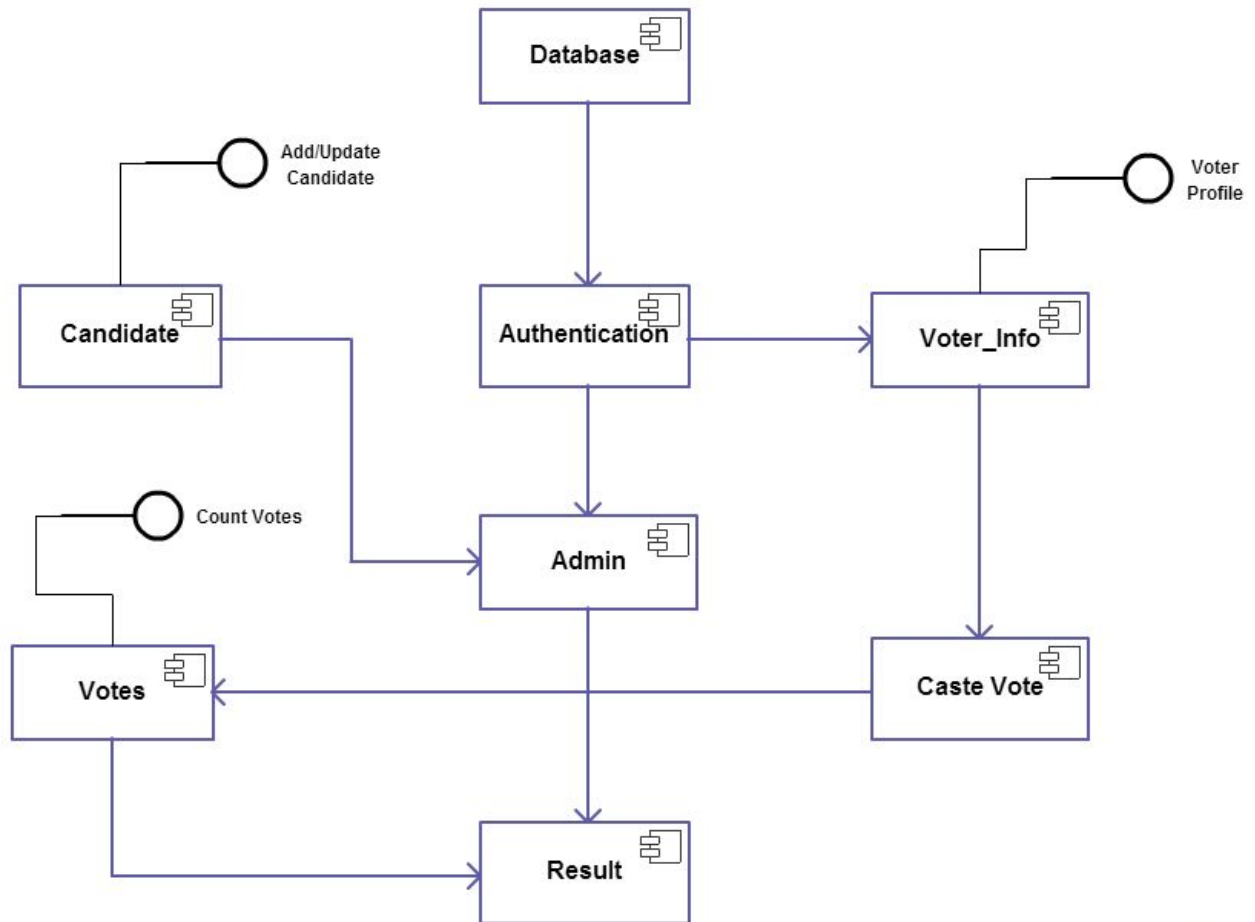 Database
Add/Update
Candidate
Voter
Profile
Candidate
Authentication
Voter_Info
Count Votes
Admin
Votes
Caste Vote
Result